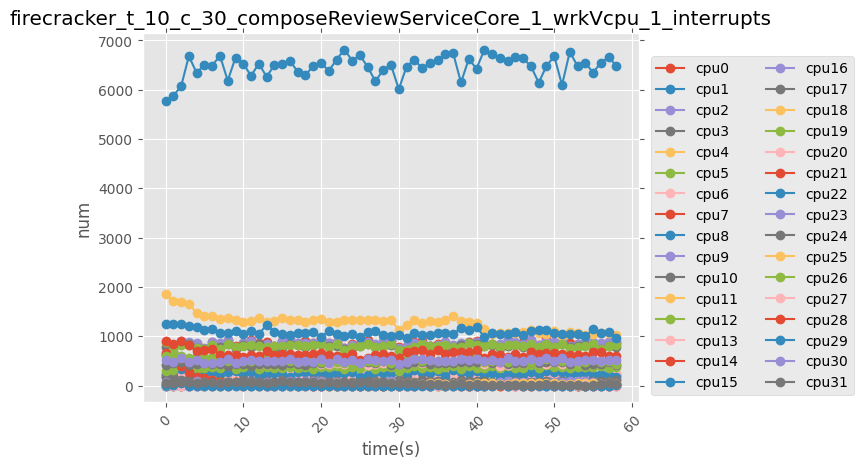 firecracker_t_10_c_30_composeReviewServiceCore_1_wrkVcpu_1_interrupts
7000
6000
5000
4000
3000
2000
1000
0
num
0
10
20
30
40
50
60
time(s)
cpu0
cpu1
cpu2
cpu3
cpu4
cpu5
cpu6
cpu7
cpu8
cpu9
cpu10
cpu11
cpu12
cpu13
cpu14
cpu15
cpu16
cpu17
cpu18
cpu19
cpu20
cpu21
cpu22
cpu23
cpu24
cpu25
cpu26
cpu27
cpu28
cpu29
cpu30
cpu31